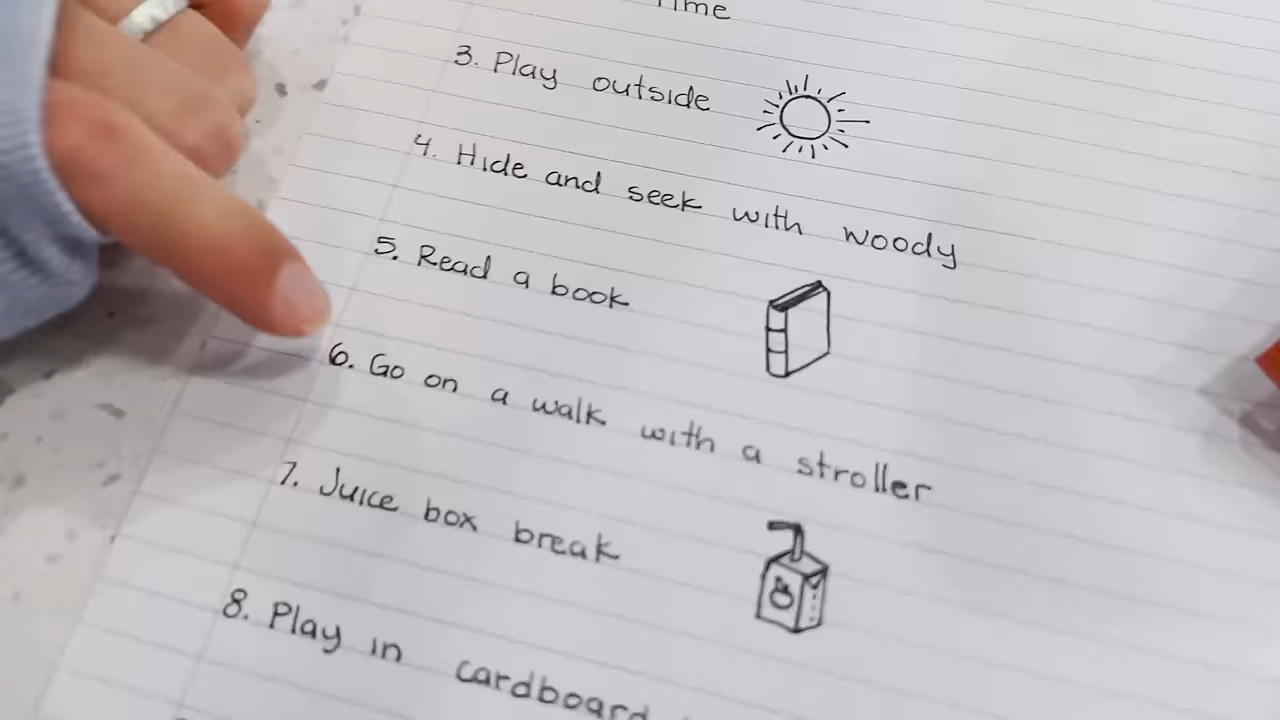 Time
3. Play outside
4. Hide and seek with woody
5. Read a book
6. Go on a walk with a stroller
7. Juice box break
8. Play in cardboard